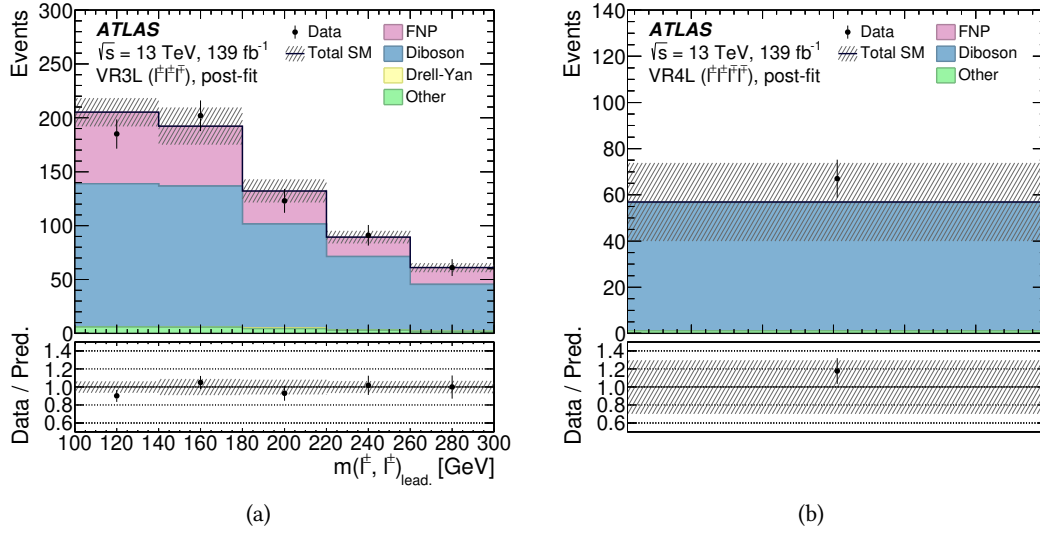 ATLAS
√s = 13 TeV, 139 fb⁻¹
VR3L (l±l±l∓), post-fit
Data
Total SM
FNP
Diboson
Drell-Yan
Other
Events
300
250
200
150
100
50
0
Data / Pred.
1.4
1.2
1.0
0.8
0.6
100 120 140 160 180 200 220 240 260 280 300
m(l±, l±)lead. [GeV]
(a)
ATLAS
√s = 13 TeV, 139 fb⁻¹
VR4L (l±l±l∓l∓), post-fit
Data
Total SM
FNP
Diboson
Other
Events
140
120
100
80
60
40
20
0
Data / Pred.
1.4
1.2
1.0
0.8
0.6
(b)